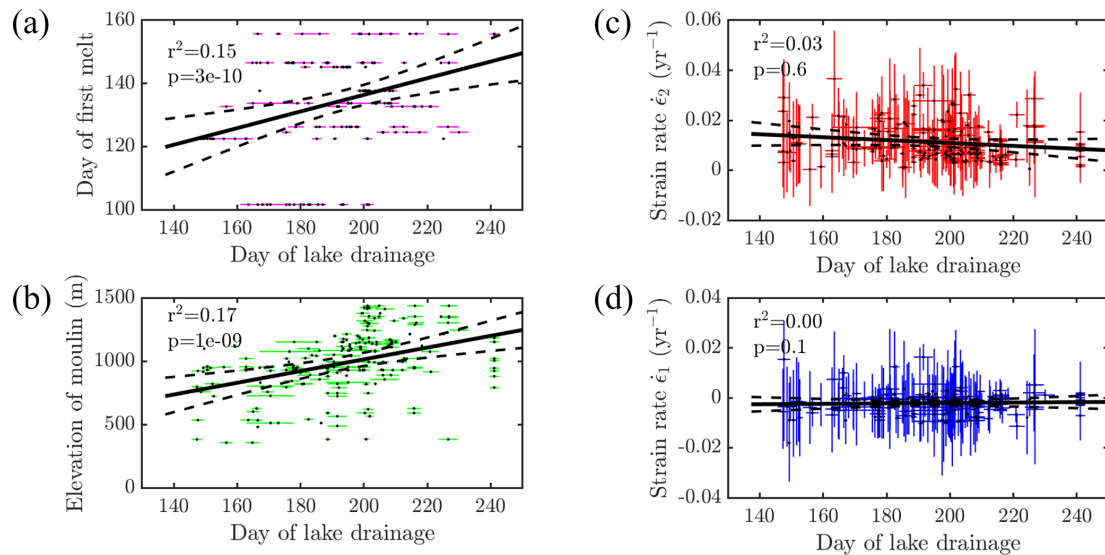 (a)
160
r²=0.15
p=3e-10
140
120
100
Day of first melt
140 160 180 200 220 240
Day of lake drainage
(b)
1500
r²=0.17
p=1e-09
1000
500
0
Elevation of moulin (m)
140 160 180 200 220 240
Day of lake drainage
(c)
0.06
r²=0.03
p=0.6
0.04
0.02
0
-0.02
Strain rate ε̇₂ (yr⁻¹)
140 160 180 200 220 240
Day of lake drainage
(d)
0.04
r²=0.00
p=0.1
0.02
0
-0.02
-0.04
Strain rate ε̇₁ (yr⁻¹)
140 160 180 200 220 240
Day of lake drainage